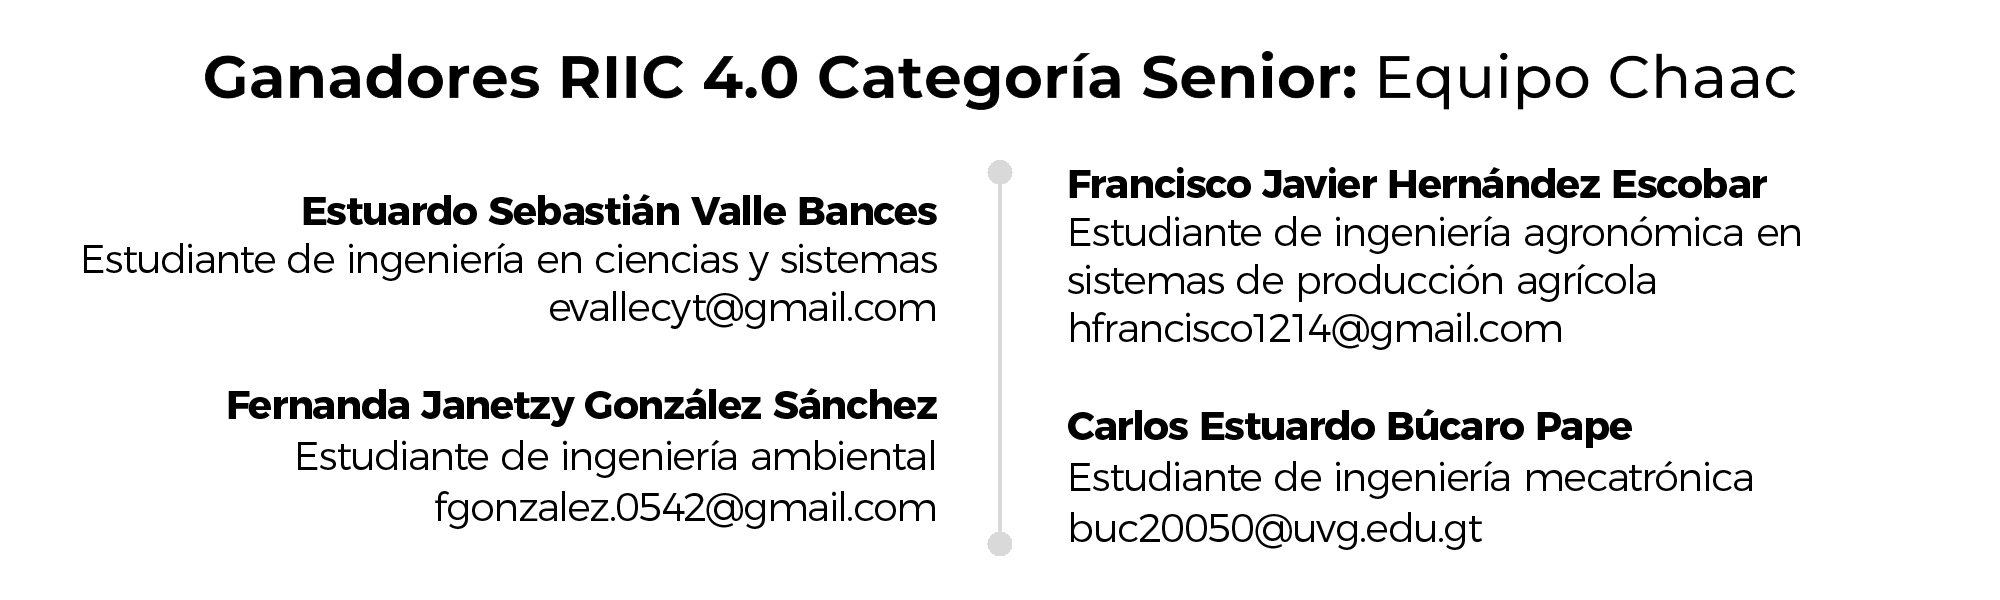 Ganadores RIIC 4.0 Categoría Senior: Equipo Chaac
Estuardo Sebastián Valle Bances
Estudiante de ingeniería en ciencias y sistemas
evallecyt@gmail.com
Fernanda Janetzy González Sánchez
Estudiante de ingeniería ambiental
fgonzalez.0542@gmail.com
Francisco Javier Hernández Escobar
Estudiante de ingeniería agronómica en
sistemas de producción agrícola
hfrancisco1214@gmail.com
Carlos Estuardo Búcaro Pape
Estudiante de ingeniería mecatrónica
buc20050@uvg.edu.gt